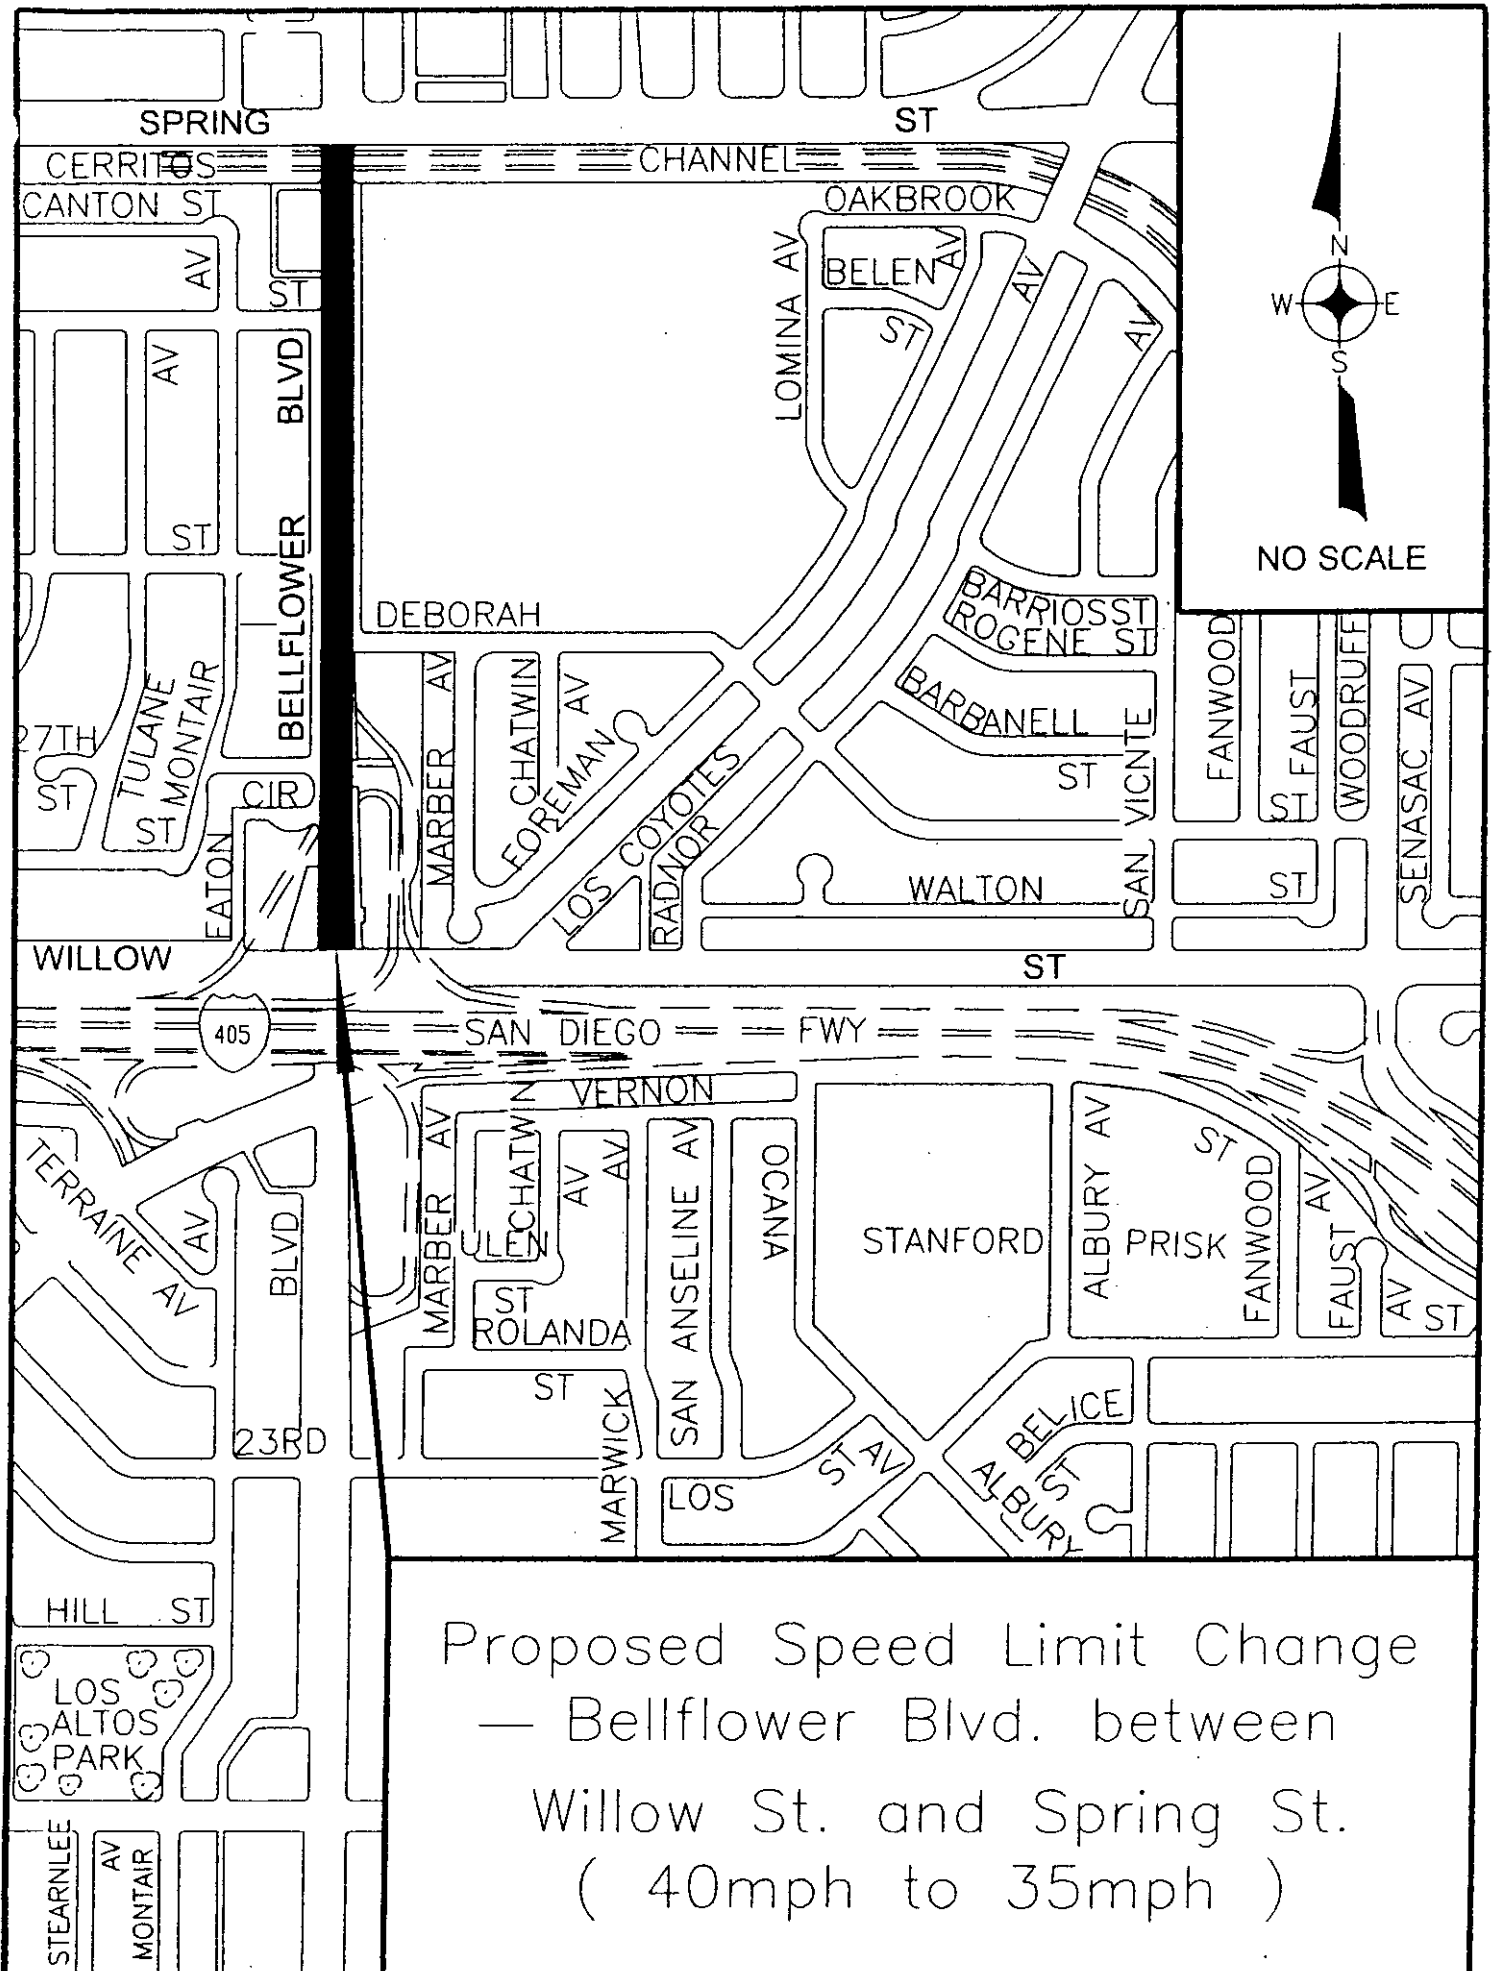 SPRING ST
CERRITOS CHANNEL
CANTON ST
OAKBROOK
AV
ST
LOMINA AV
BELEN AV
ST
AV
AV
N
W E
S
NO SCALE
AV
BELLFLOWER BLVD
ST
DEBORAH
BARRIOS ST
ROGENE ST
BARBANELL
ST
FANWOOD
FANWOOD
FAUST
ST
WOODRUFF
SENASAC AV
27TH
ST
TULANE
MONTAIR
ST
CIR
EATON
MARBER AV
CHATWIN
AV
FOREMAN
LOS COYOTES
RADNOR
SAN VICNTE
WALTON
ST
WILLOW ST
405
SAN DIEGO FWY
VERNON
TERRAINE AV
AV
BLVD
MARBER AV
CHATWIN
AV
AV
ULEN
ST
ROLANDA
ST
SAN ANSELINE AV
OCANA
STANFORD
ALBURY AV
PRISK
ST
FANWOOD
AV
FAUST
AV
ST
23RD
MARWICK
LOS
ST AV
BELICE
ST
ALBURY
HILL ST
LOS
ALTOS
PARK
STEARNLEE
AV
MONTAIR
Proposed Speed Limit Change
— Bellflower Blvd. between
Willow St. and Spring St.
( 40mph to 35mph )